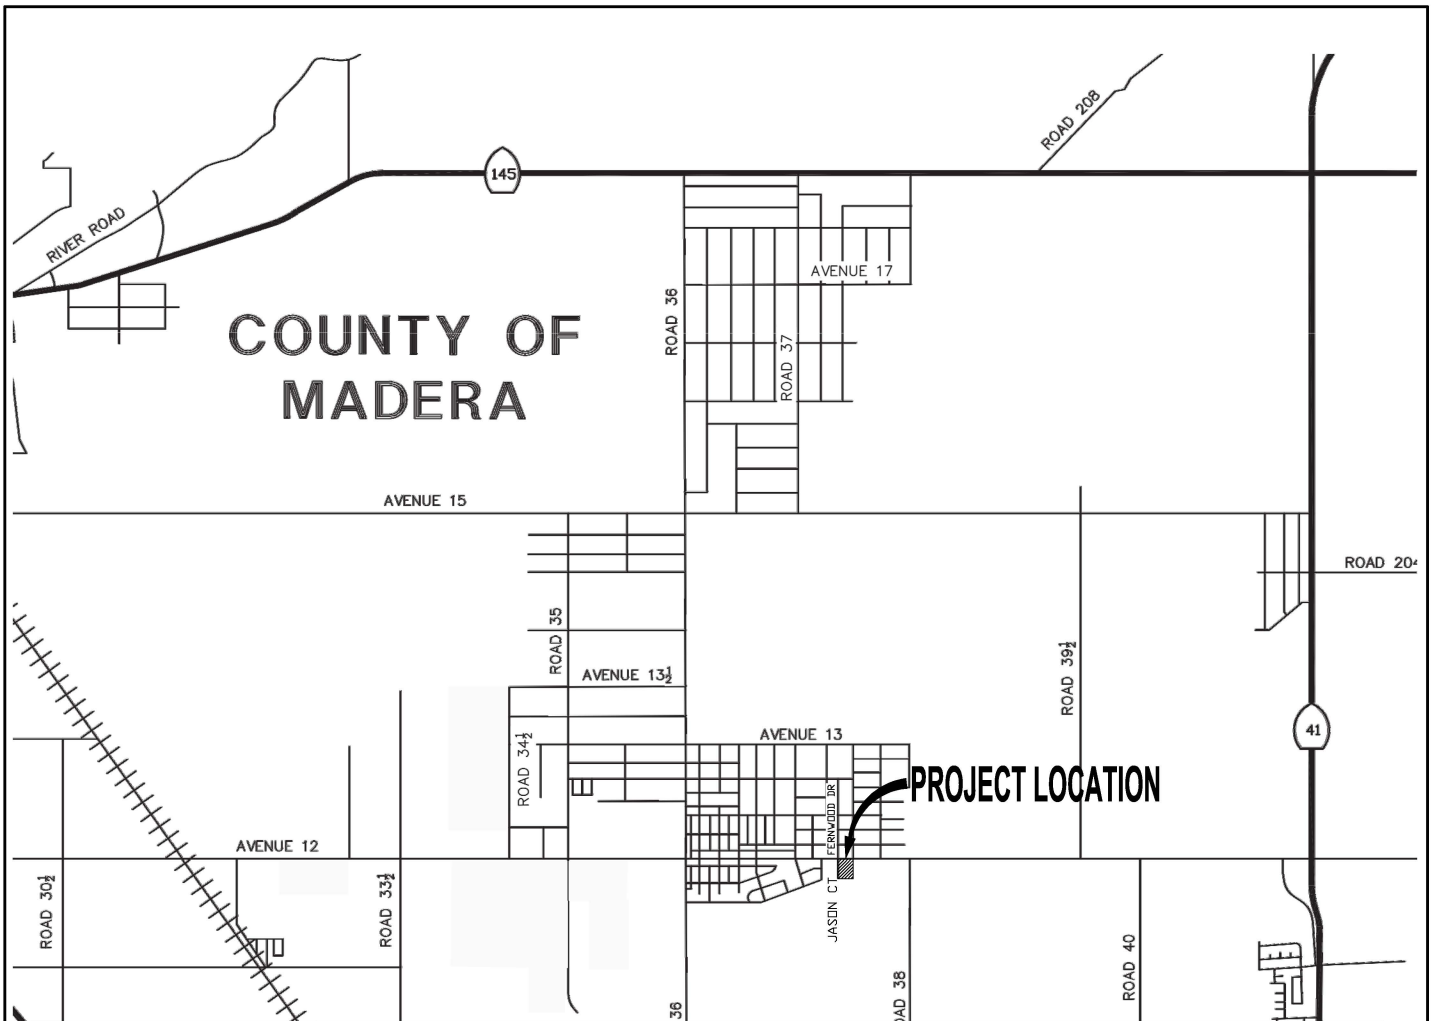 ROAD 208
145
RIVER ROAD
AVENUE 17
ROAD 36
COUNTY OF
MADERA
ROAD 37
AVENUE 15
ROAD 204
ROAD 35
AVENUE 13½
ROAD 39½
ROAD 34½
AVENUE 13
41
PROJECT LOCATION
FERNWOOD DR
AVENUE 12
ROAD 30½
ROAD 33½
JASON CT
ROAD 40
36
OAD 38